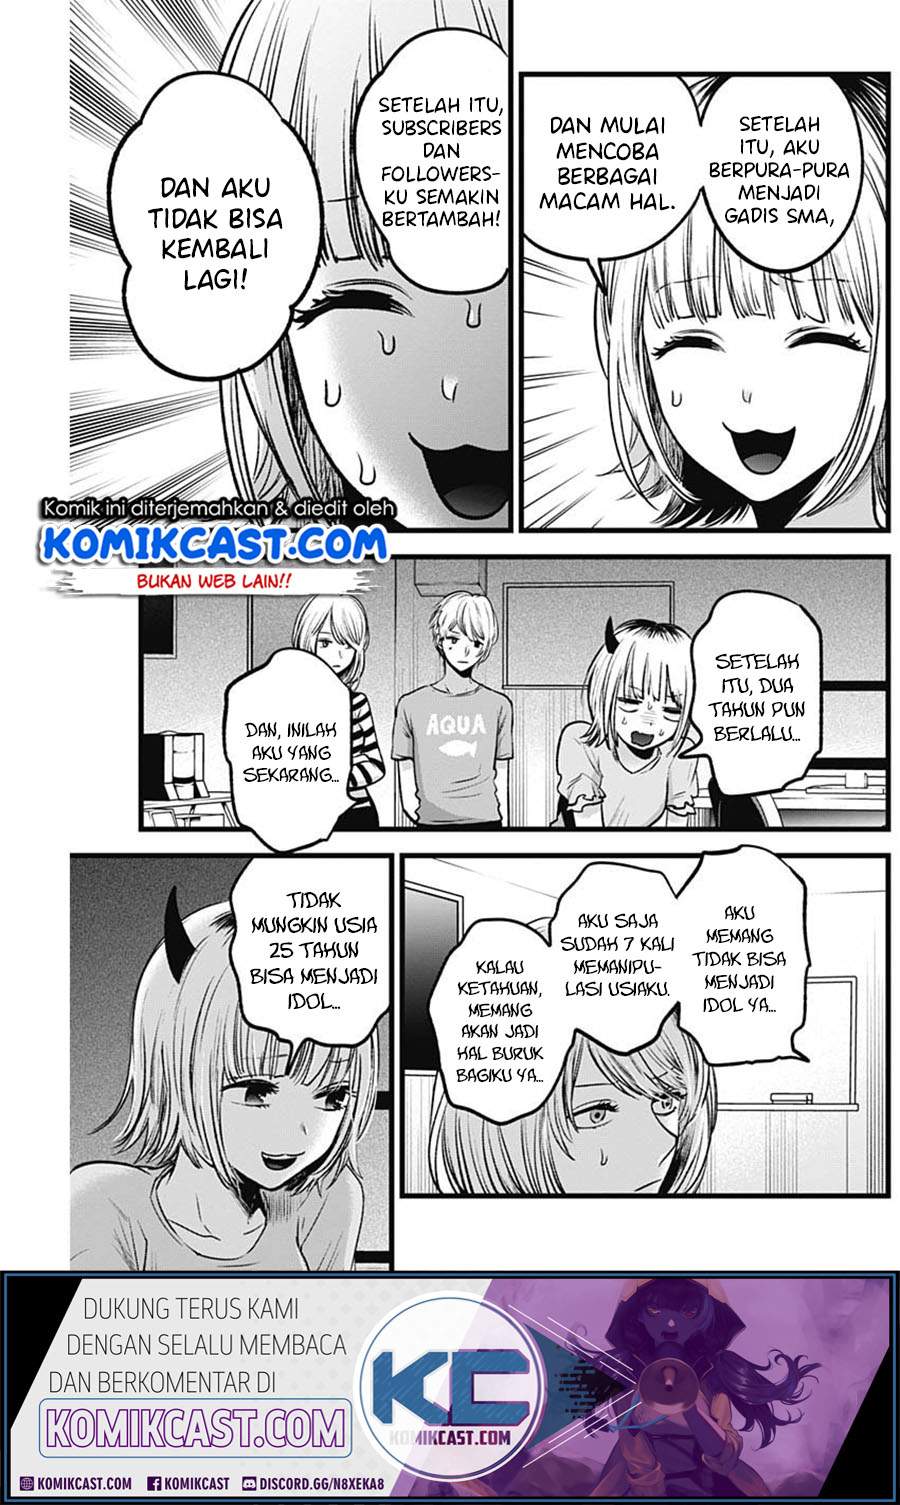 SETELAH
ITU, AKU
BERPURA-PURA
MENJADI
GADIS SMA,
DAN MULAI
MENCOBA
BERBAGAI
MACAM HAL.
SETELAH ITU,
SUBSCRIBERS
DAN
FOLLOWERS-
KU SEMAKIN
BERTAMBAH!
DAN AKU
TIDAK BISA
KEMBALI
LAGI!
Komik ini diterjemahkan & diedit oleh
KOMIKCAST.COM
BUKAN WEB LAIN!!
SETELAH
ITU, DUA
TAHUN PUN
BERLALU...
AQUA
DAN, INILAH
AKU YANG
SEKARANG...
AKU
MEMANG
TIDAK BISA
MENJADI
IDOL YA...
AKU SAJA
SUDAH 7 KALI
MEMANIPU-
LASI USIAKU.
KALAU
KETAHUAN,
MEMANG
AKAN JADI
HAL BURUK
BAGIKU YA...
TIDAK
MUNGKIN USIA
25 TAHUN
BISA MENJADI
IDOL...
DUKUNG TERUS KAMI
DENGAN SELALU MEMBACA
DAN BERKOMENTAR DI
KOMIKCAST.COM
KOMIKCAST.COM
KOMIKCAST
DISCORD.GG/N8XEKA8
KC
KOMIKCAST.COM